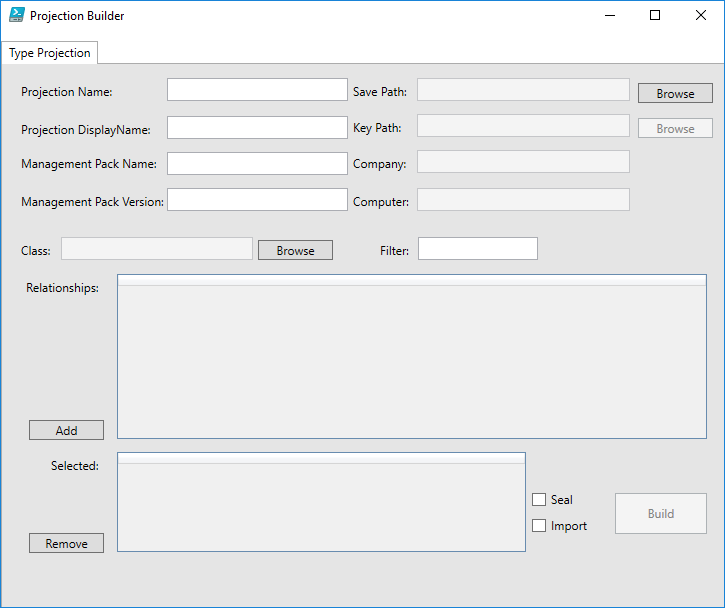 Projection Builder
Type Projection
Projection Name:
Save Path:
Browse
Projection DisplayName:
Key Path:
Browse
Management Pack Name:
Company:
Management Pack Version:
Computer:
Class:
Browse
Filter:
Relationships:
Add
Selected:
Seal
Import
Build
Remove